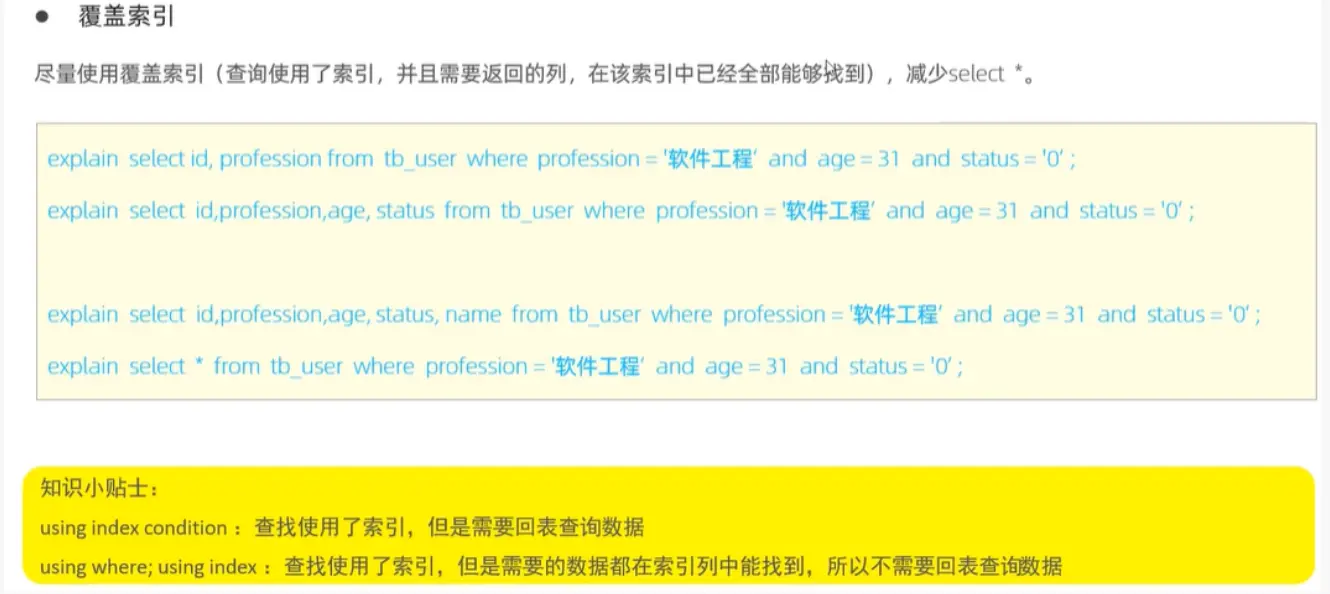 ● 覆盖索引
尽量使用覆盖索引（查询使用了索引，并且需要返回的列，在该索引中已经全部能够找到），减少select *。
explain select id, profession from tb_user where profession = '软件工程' and age = 31 and status = '0' ;
explain select id,profession,age, status from tb_user where profession = '软件工程' and age = 31 and status = '0' ;
explain select id,profession,age, status, name from tb_user where profession = '软件工程' and age = 31 and status = '0' ;
explain select * from tb_user where profession = '软件工程' and age = 31 and status = '0' ;
知识小贴士：
using index condition ：查找使用了索引，但是需要回表查询数据
using where; using index ：查找使用了索引，但是需要的数据都在索引列中能找到，所以不需要回表查询数据